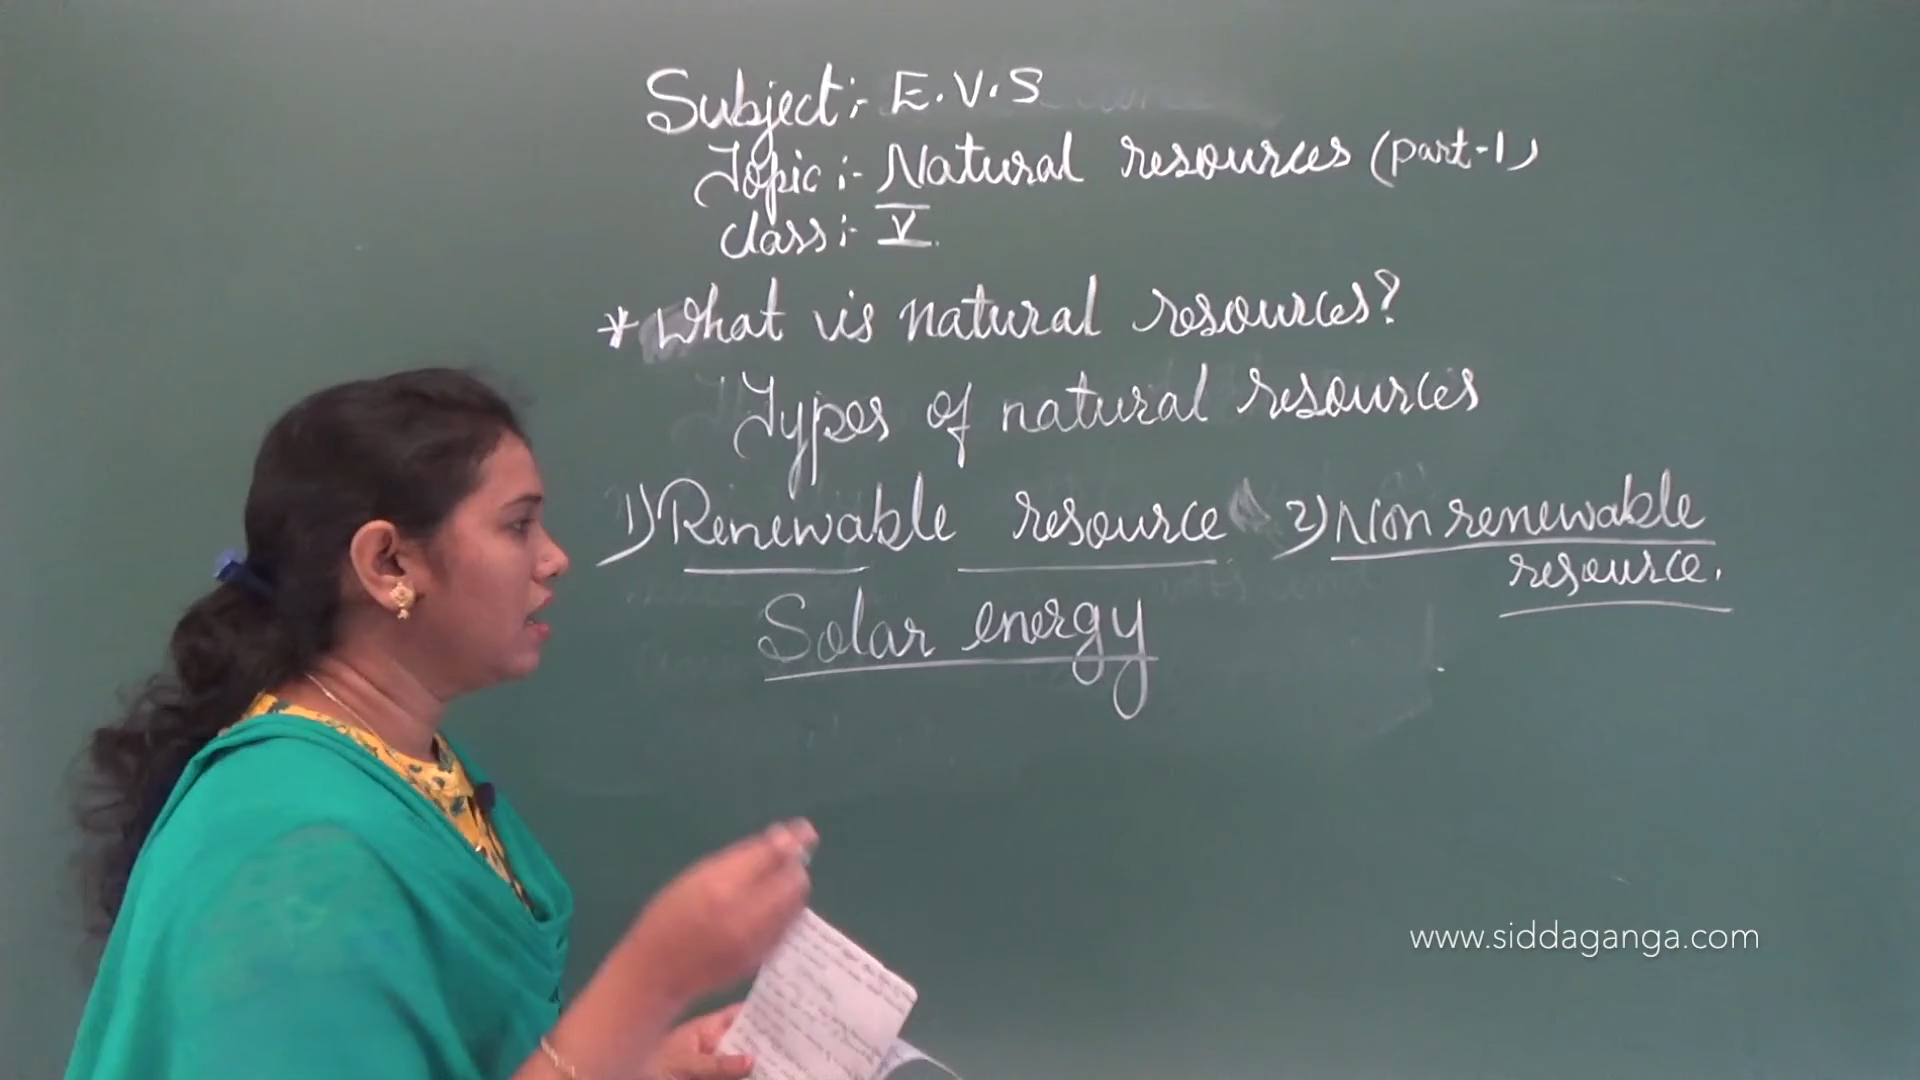 Subject:- E.V.S
Topic:- Natural resources (part-1)
class:- V
* What is natural resources?
Types of natural resources
1) Renewable resource 2) Non renewable
resource.
Solar energy
www.siddaganga.com